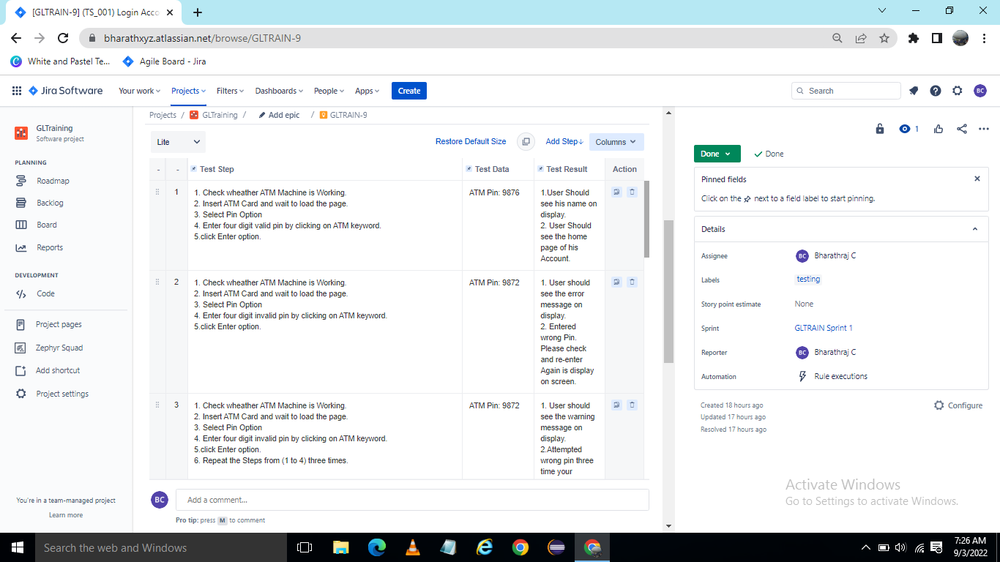 [GLTRAIN-9] (TS_001) Login Acco
bharathxyz.atlassian.net/browse/GLTRAIN-9
White and Pastel Te...
Agile Board - Jira
Jira Software
Your work
Projects
Filters
Dashboards
People
Apps
Create
Search
BC
GLTraining
Software project
PLANNING
Roadmap
Backlog
Board
Reports
DEVELOPMENT
Code
Project pages
Zephyr Squad
Add shortcut
Project settings
You're in a team-managed project
Learn more
Projects / GLTraining / Add epic / GLTRAIN-9
Lite
Restore Default Size
Add Step↓
Columns
- - Test Step Test Data Test Result Action
1
1. Check wheather ATM Machine is Working.
2. Insert ATM Card and wait to load the page.
3. Select Pin Option
4. Enter four digit valid pin by clicking on ATM keyword.
5.click Enter option.
ATM Pin: 9876
1.User Should
see his name on
display.
2. User Should
see the home
page of his
Account.
2
1. Check wheather ATM Machine is Working.
2. Insert ATM Card and wait to load the page.
3. Select Pin Option
4. Enter four digit invalid pin by clicking on ATM keyword.
5.click Enter option.
ATM Pin: 9872
1. User should
see the error
message on
display.
2. Entered
wrong Pin.
Please check
and re-enter
Again is display
on screen.
3
1. Check wheather ATM Machine is Working.
2. Insert ATM Card and wait to load the page.
3. Select Pin Option
4. Enter four digit invalid pin by clicking on ATM keyword.
5.click Enter option.
6. Repeat the Steps from (1 to 4) three times.
ATM Pin: 9872
1. User should
see the warning
message on
display.
2.Attempted
wrong pin three
time your
BC
Add a comment...
Pro tip: press M to comment
1
Done
Done
Pinned fields
Click on the next to a field label to start pinning.
Details
Assignee
BC Bharathraj C
Labels
testing
Story point estimate
None
Sprint
GLTRAIN Sprint 1
Reporter
BC Bharathraj C
Automation
Rule executions
Created 18 hours ago
Updated 17 hours ago
Resolved 17 hours ago
Configure
Activate Windows
Go to Settings to activate Windows.
Search the web and Windows
7:26 AM
9/3/2022